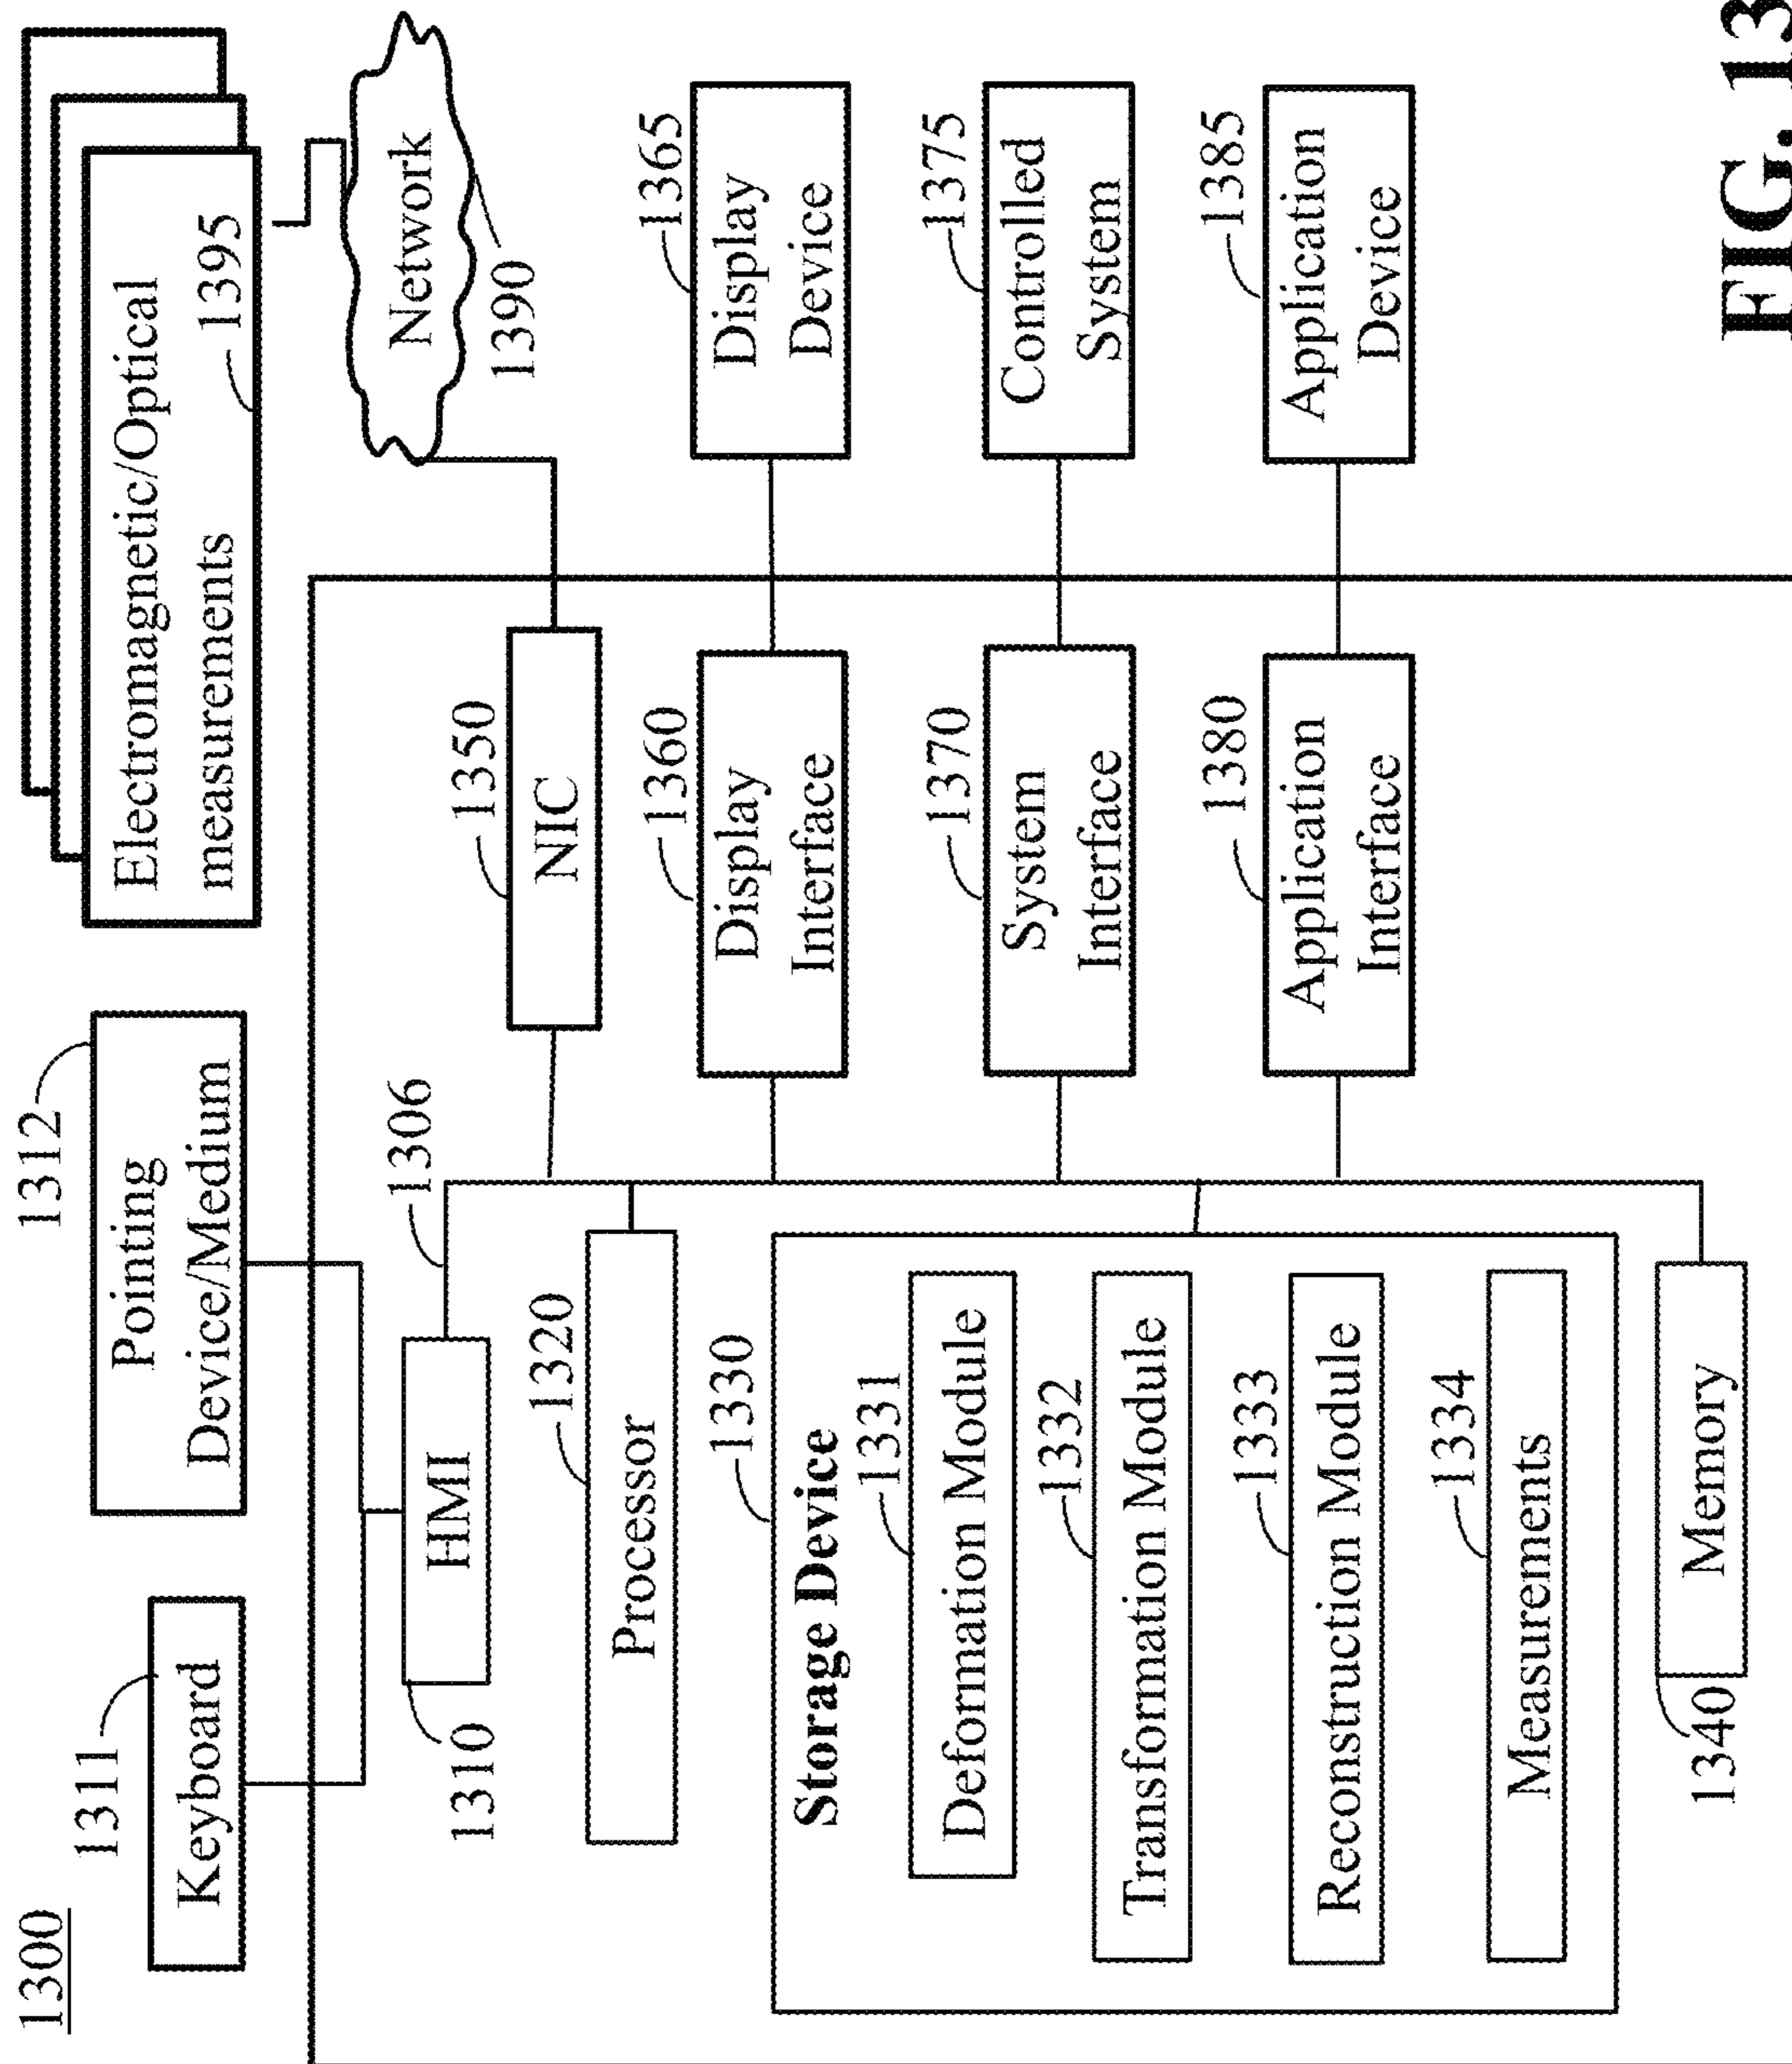 1300
1311
Keyboard
1312
Pointing
Device/Medium
Electromagnetic/Optical
measurements
1395
Network
1390
HMI
1310
1306
1350
NIC
1320
Processor
1360
Display
Interface
1365
Display
Device
1330
Storage Device
1331
Deformation Module
1332
Transformation Module
1333
Reconstruction Module
1334
Measurements
1370
System
Interface
1375
Controlled
System
1380
Application
Interface
1385
Application
Device
1340
Memory
FIG. 13